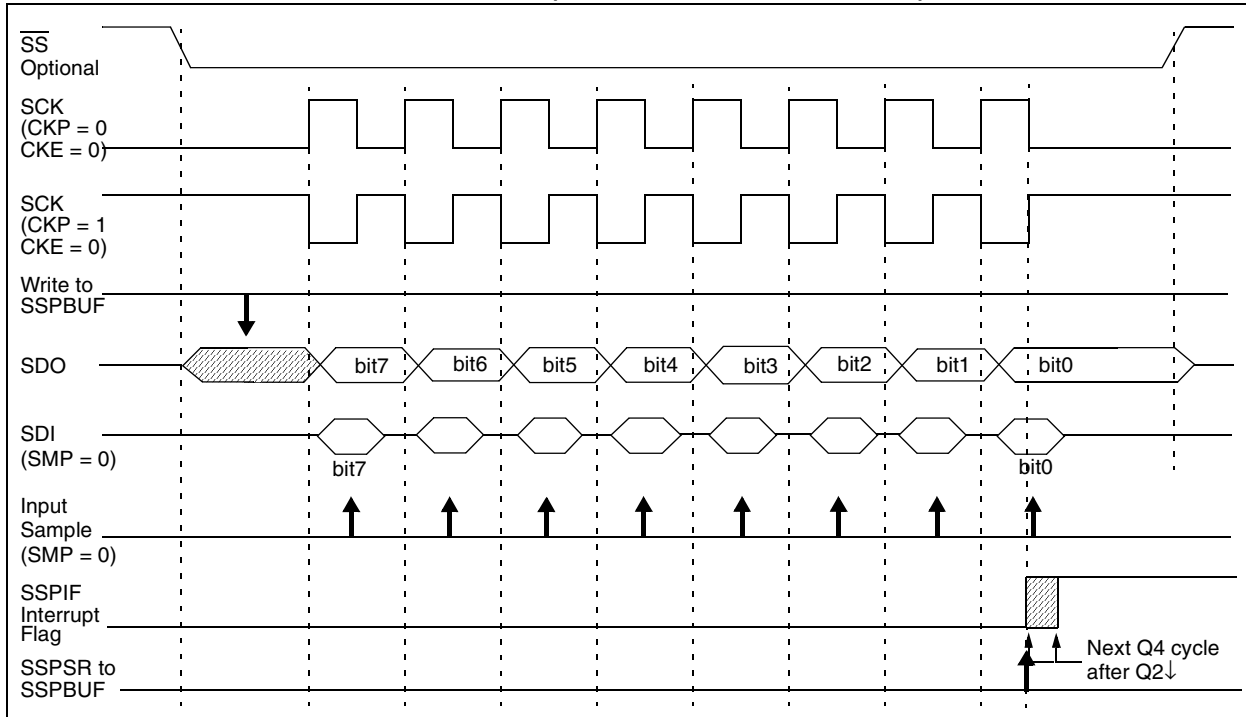 SS
Optional
SCK
(CKP = 0
CKE = 0)
SCK
(CKP = 1
CKE = 0)
Write to
SSPBUF
SDO
bit7 bit6 bit5 bit4 bit3 bit2 bit1 bit0
SDI
(SMP = 0)
bit7 bit0
Input
Sample
(SMP = 0)
SSPIF
Interrupt
Flag
Next Q4 cycle
after Q2↓
SSPSR to
SSPBUF